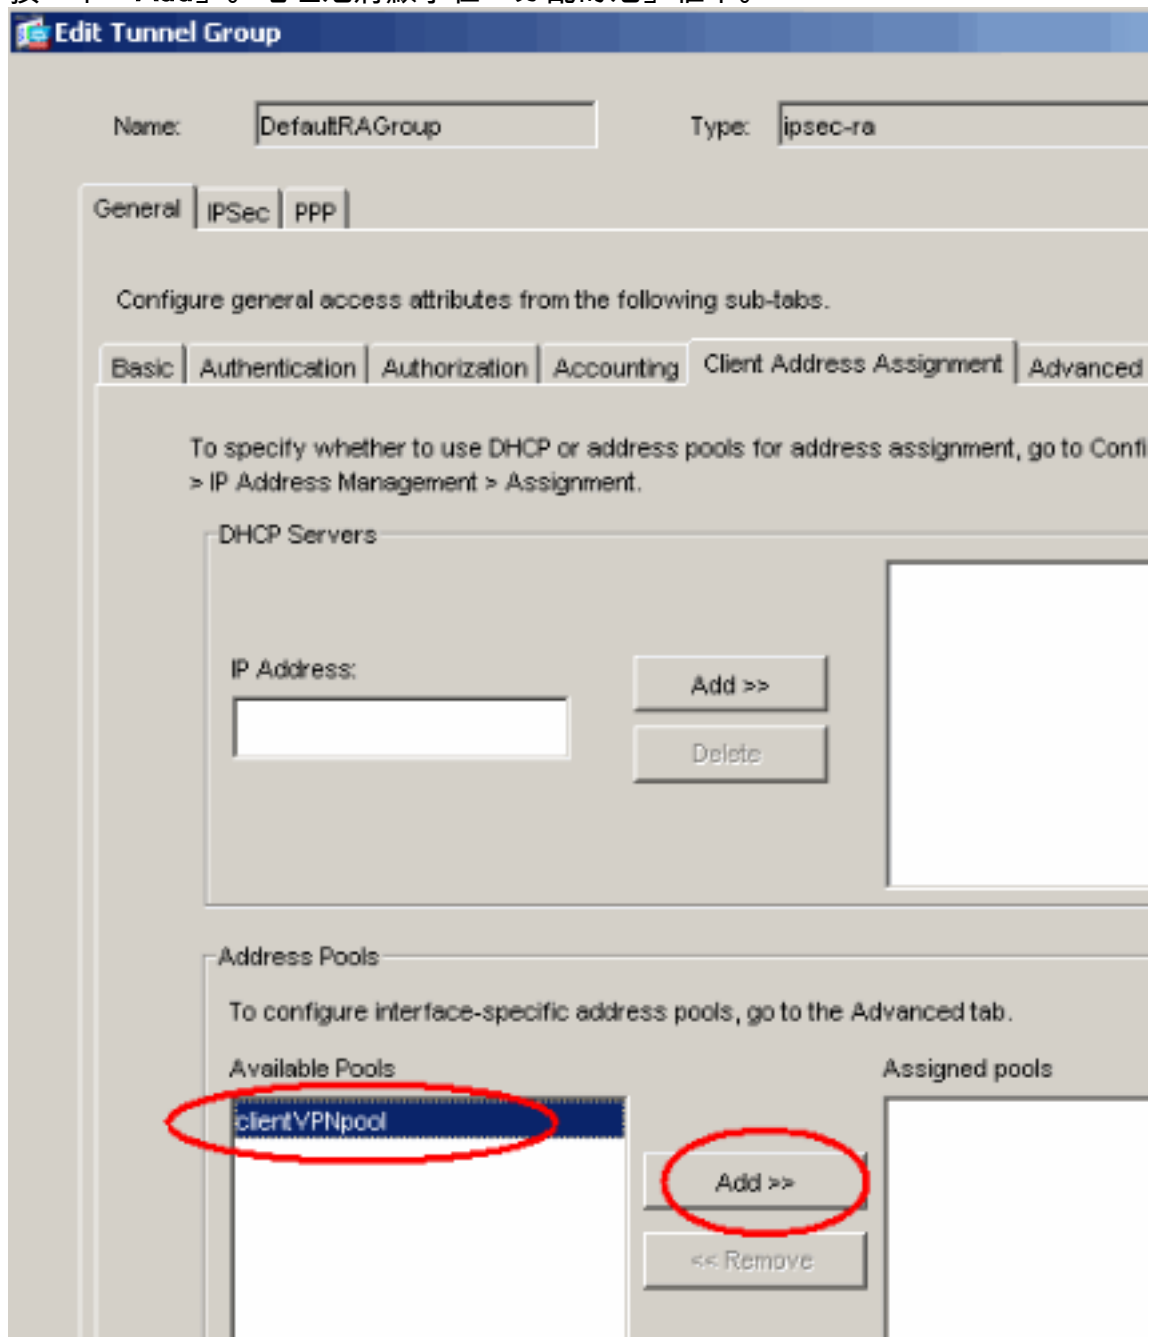 Edit Tunnel Group
Name: DefaultRAGroup Type: ipsec-ra
General IPSec PPP
Configure general access attributes from the following sub-tabs.
Basic Authentication Authorization Accounting Client Address Assignment Advanced
To specify whether to use DHCP or address pools for address assignment, go to Confi
> IP Address Management > Assignment.
DHCP Servers
IP Address:
Add >>
Delete
Address Pools
To configure interface-specific address pools, go to the Advanced tab.
Available Pools Assigned pools
clientVPNpool
Add >>
<< Remove